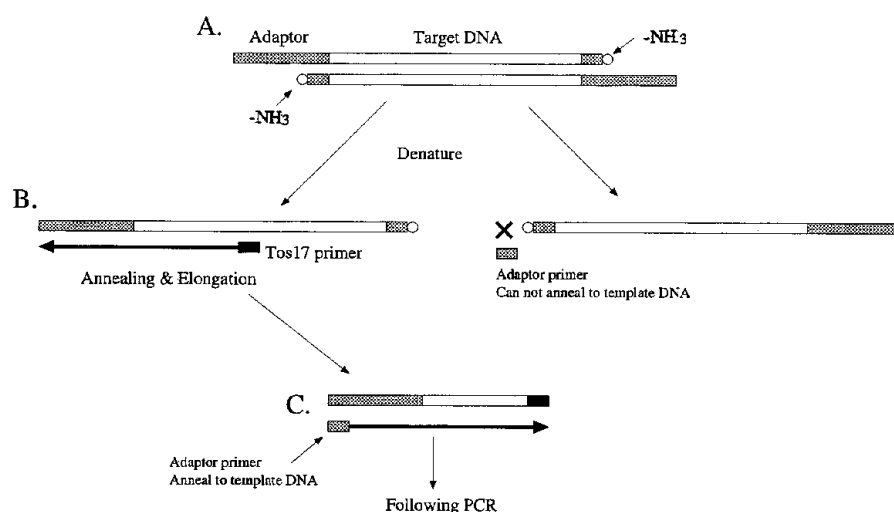 A.
Adaptor
Target DNA
-NH3
-NH3
Denature
B.
Tos17 primer
Annealing & Elongation
Adaptor primer
Can not anneal to template DNA
C.
Adaptor primer
Anneal to template DNA
Following PCR